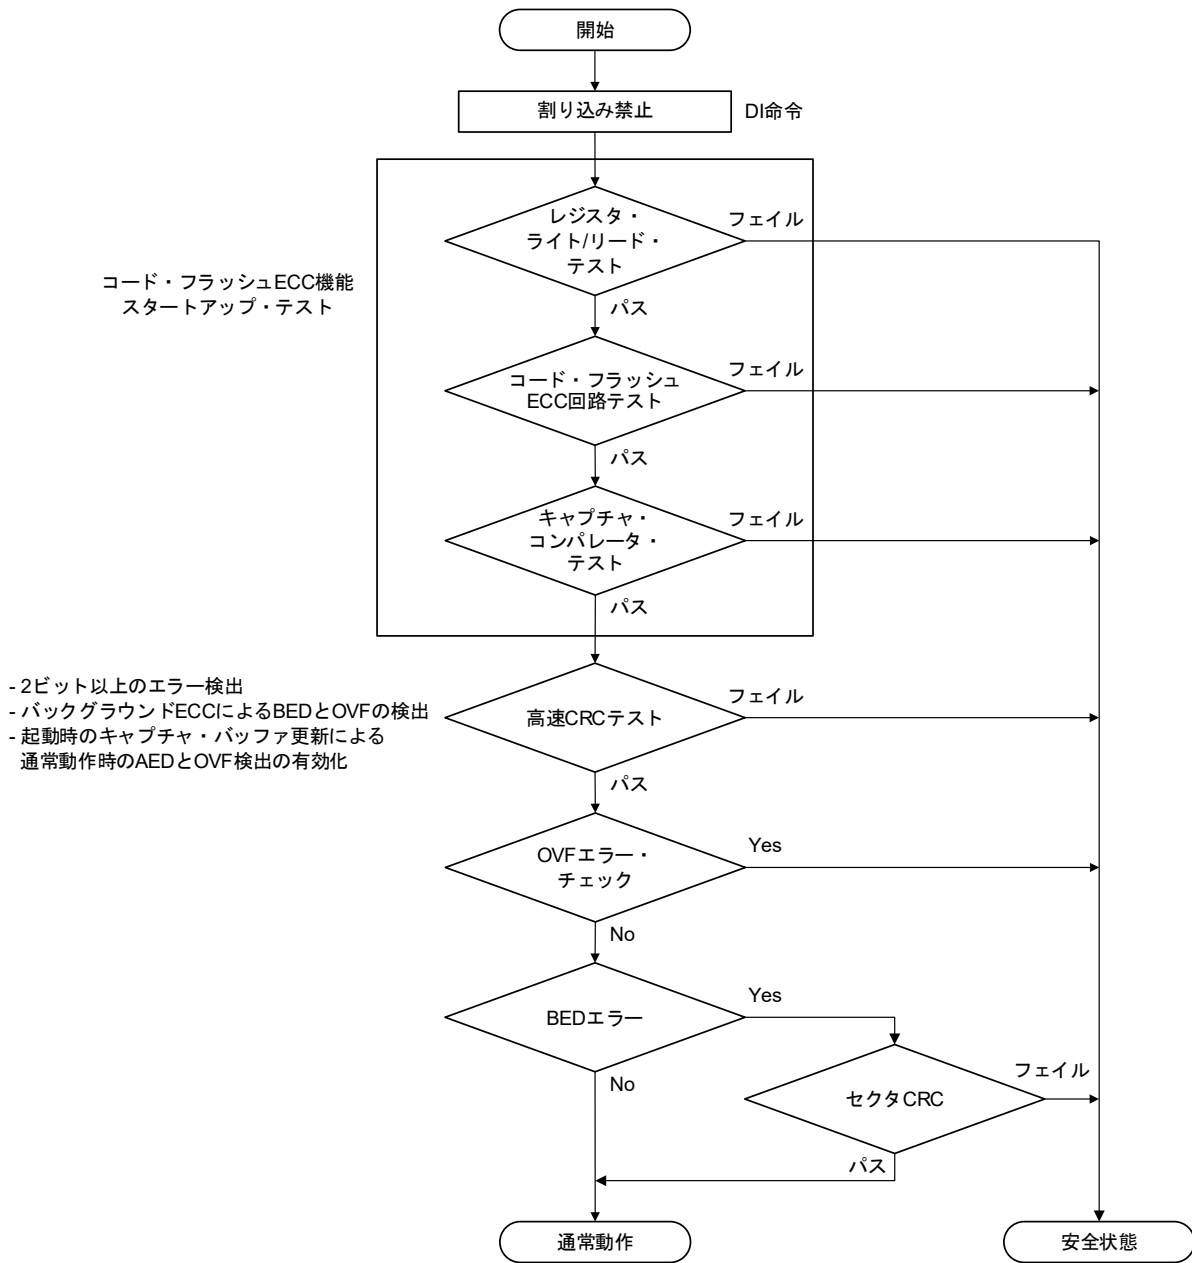 開始
割り込み禁止
DI命令
レジスタ・
ライト/リード・
テスト
フェイル
コード・フラッシュECC機能
スタートアップ・テスト
パス
コード・フラッシュ
ECC回路テスト
フェイル
パス
キャプチャ・
コンパレータ・
テスト
フェイル
パス
- 2ビット以上のエラー検出
- バックグラウンドECCによるBEDとOVFの検出
- 起動時のキャプチャ・バッファ更新による
通常動作時のAEDとOVF検出の有効化
高速CRCテスト
フェイル
パス
OVFエラー・
チェック
Yes
No
BEDエラー
Yes
No
セクタCRC
フェイル
パス
通常動作
安全状態